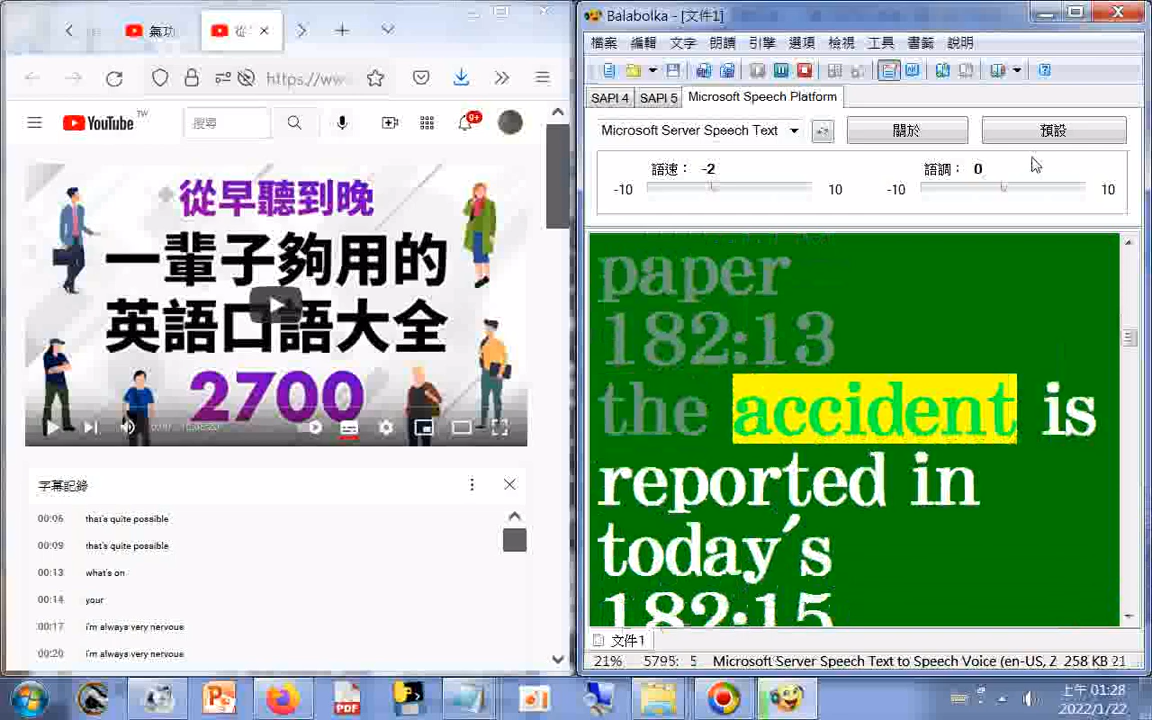 氣功
從
https://www
YouTube TW
搜尋
9+
從早聽到晚
一輩子夠用的
英語口語大全
2700
字幕記錄
00:06 that's quite possible
00:09 that's quite possible
00:13 what's on
00:14 your
00:17 i'm always very nervous
00:20 i'm always very nervous
Balabolka - [文件1]
檔案 編輯 文字 朗讀 引擎 選項 檢視 工具 書籤 說明
SAPI 4 SAPI 5 Microsoft Speech Platform
Microsoft Server Speech Text 關於 預設
語速： -2 語調： 0
-10 10 -10 10
paper
182:13
the accident is
reported in
today's
182:15
文件1
21% 5795: 5 Microsoft Server Speech Text to Speech Voice (en-US, Z 258 KB 21
PDF
上午 01:28
2022/1/22